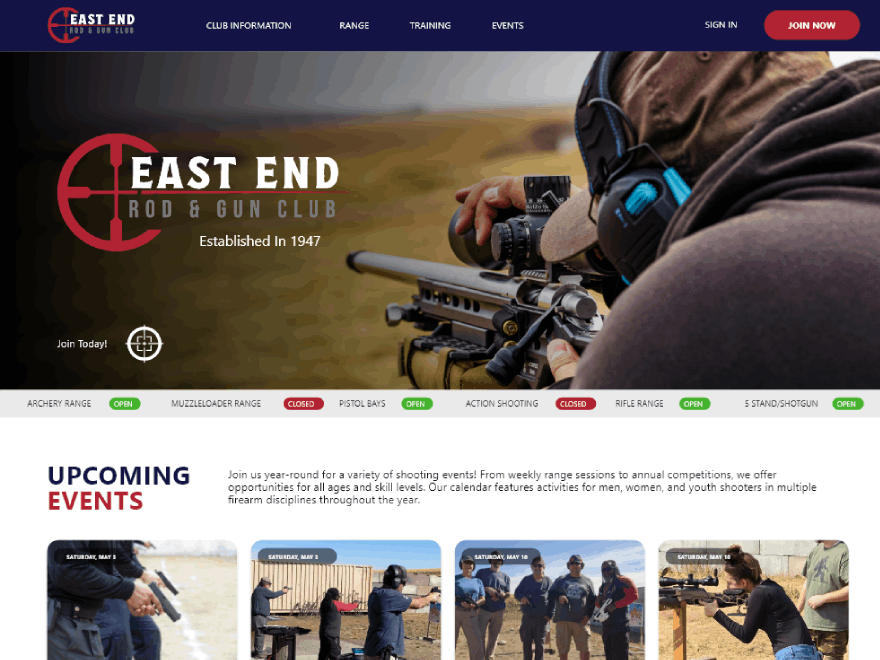 EAST END
ROD & GUN CLUB
CLUB INFORMATION
RANGE
TRAINING
EVENTS
SIGN IN
JOIN NOW
EAST END
ROD & GUN CLUB
Established In 1947
Join Today!
ARCHERY RANGE OPEN
MUZZLELOADER RANGE CLOSED
PISTOL BAYS OPEN
ACTION SHOOTING CLOSED
RIFLE RANGE OPEN
5 STAND/SHOTGUN OPEN
UPCOMING
EVENTS
Join us year-round for a variety of shooting events! From weekly range sessions to annual competitions, we offer
opportunities for all ages and skill levels. Our calendar features activities for men, women, and youth shooters in multiple
firearm disciplines throughout the year.
SATURDAY, MAY 3
SATURDAY, MAY 3
SATURDAY, MAY 10
SATURDAY, MAY 10